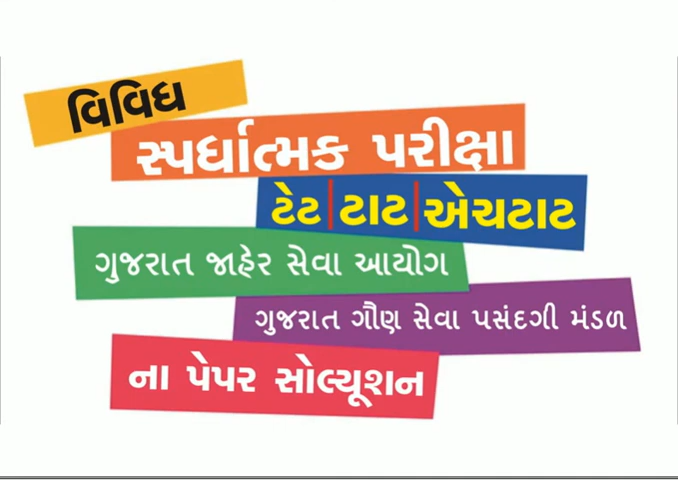 વિવિધ
સ્પર્ધાત્મક પરીક્ષા
ટેટ|ટાટ|એચટાટ
ગુજરાત જાહેર સેવા આયોગ
ગુજરાત ગૌણ સેવા પસંદગી મંડળ
ના પેપર સોલ્યૂશન